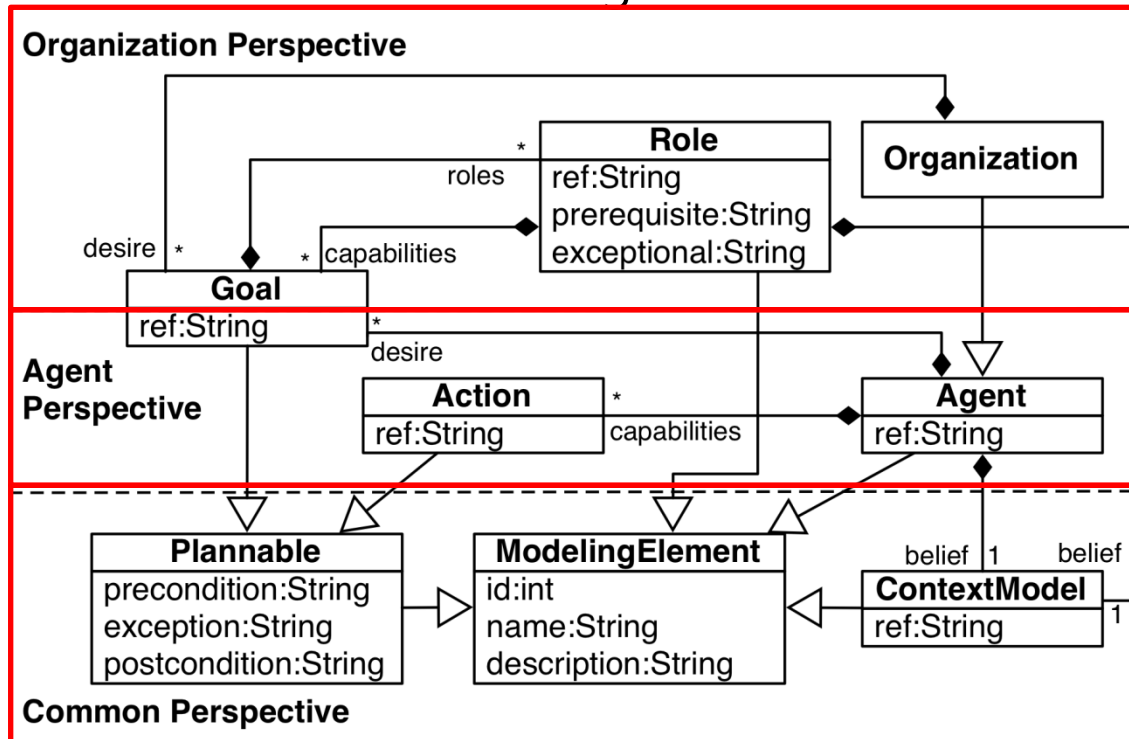 Organization Perspective
Role
ref:String
prerequisite:String
exceptional:String
Organization
*
roles
desire
*
*
capabilities
Goal
ref:String
*
desire
Agent
Perspective
Action
ref:String
*
capabilities
Agent
ref:String
Plannable
precondition:String
exception:String
postcondition:String
ModelingElement
id:int
name:String
description:String
belief
1
belief
1
ContextModel
ref:String
Common Perspective